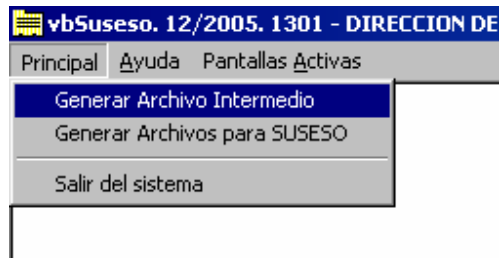 vbSuseso. 12/2005. 1301 - DIRECCION DE
Principal Ayuda Pantallas Activas
Generar Archivo Intermedio
Generar Archivos para SUSESO
Salir del sistema